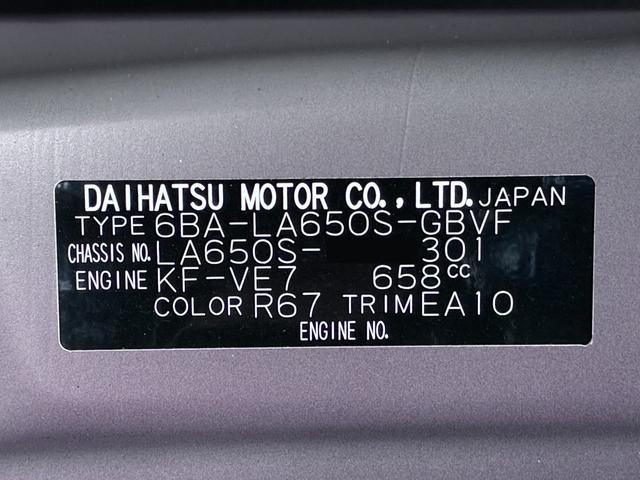 DAIHATSU MOTOR CO., LTD. JAPAN
TYPE 6BA-LA650S-GBVF
CHASSIS NO. LA650S- 301
ENGINE KF-VE7 658cc
COLOR R67 TRIM EA10
ENGINE NO.